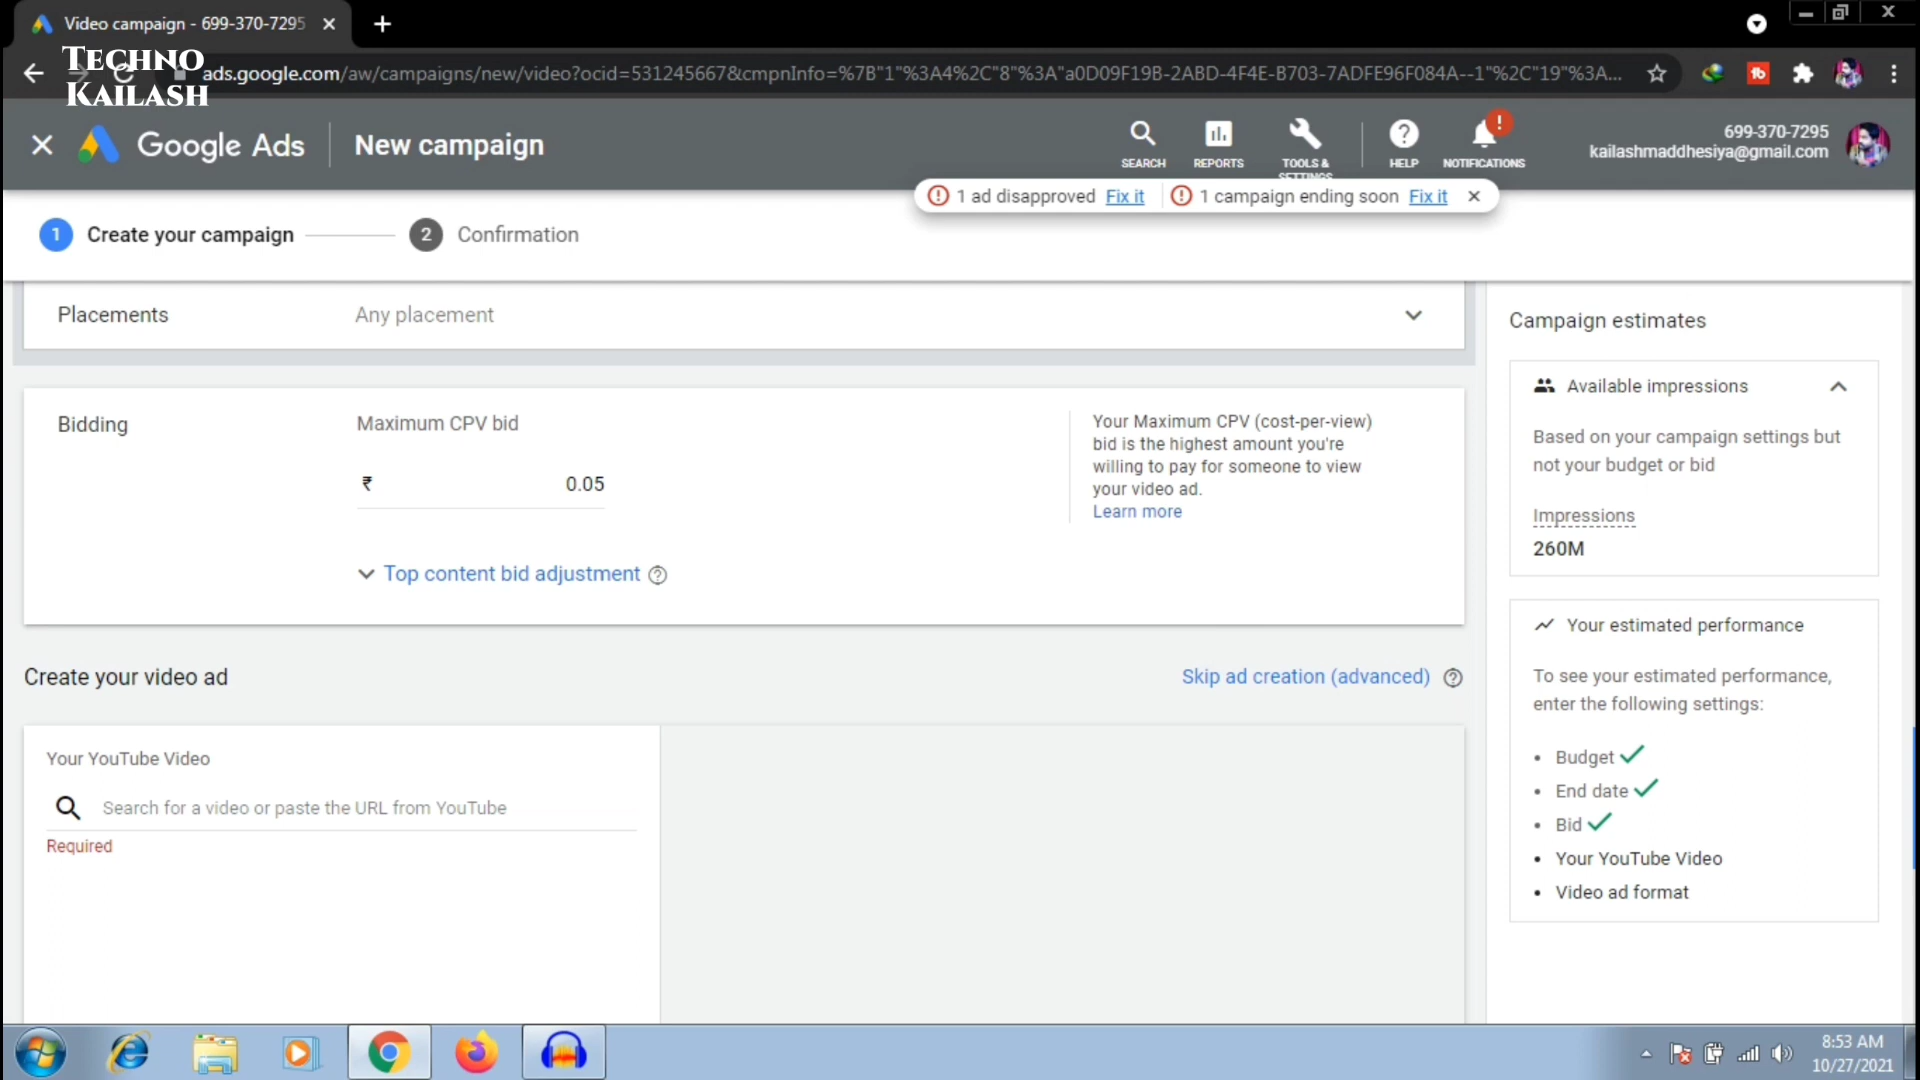 Video campaign - 699-370-7295
TECHNO
KAILASH
ads.google.com/aw/campaigns/new/video?ocid=531245667&cmpnInfo=%7B"1"%3A4%2C"8"%3A"a0D09F19B-2ABD-4F4E-B703-7ADFE96F084A--1"%2C"19"%3A...
Google Ads
New campaign
SEARCH
REPORTS
TOOLS &
SETTINGS
HELP
NOTIFICATIONS
699-370-7295
kailashmaddhesiya@gmail.com
1 ad disapproved Fix it
1 campaign ending soon Fix it
1 Create your campaign
2 Confirmation
Placements
Any placement
Bidding
Maximum CPV bid
₹ 0.05
Top content bid adjustment
Your Maximum CPV (cost-per-view)
bid is the highest amount you're
willing to pay for someone to view
your video ad.
Learn more
Create your video ad
Skip ad creation (advanced)
Your YouTube Video
Search for a video or paste the URL from YouTube
Required
Campaign estimates
Available impressions
Based on your campaign settings but
not your budget or bid
Impressions
260M
Your estimated performance
To see your estimated performance,
enter the following settings:
• Budget
• End date
• Bid
• Your YouTube Video
• Video ad format
8:53 AM
10/27/2021